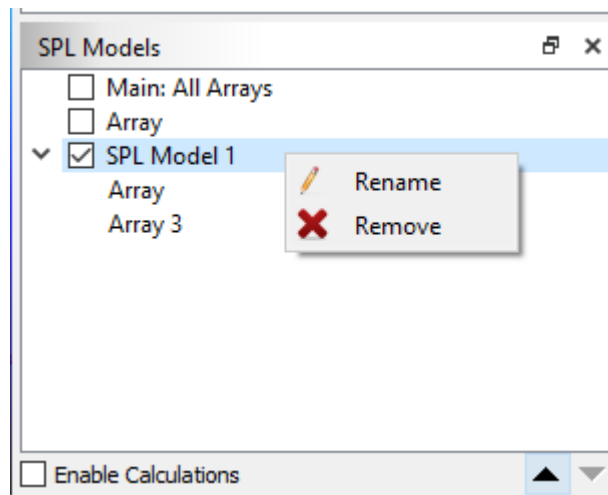 SPL Models
Main: All Arrays
Array
SPL Model 1
Rename
Array
Array 3
Remove
Enable Calculations